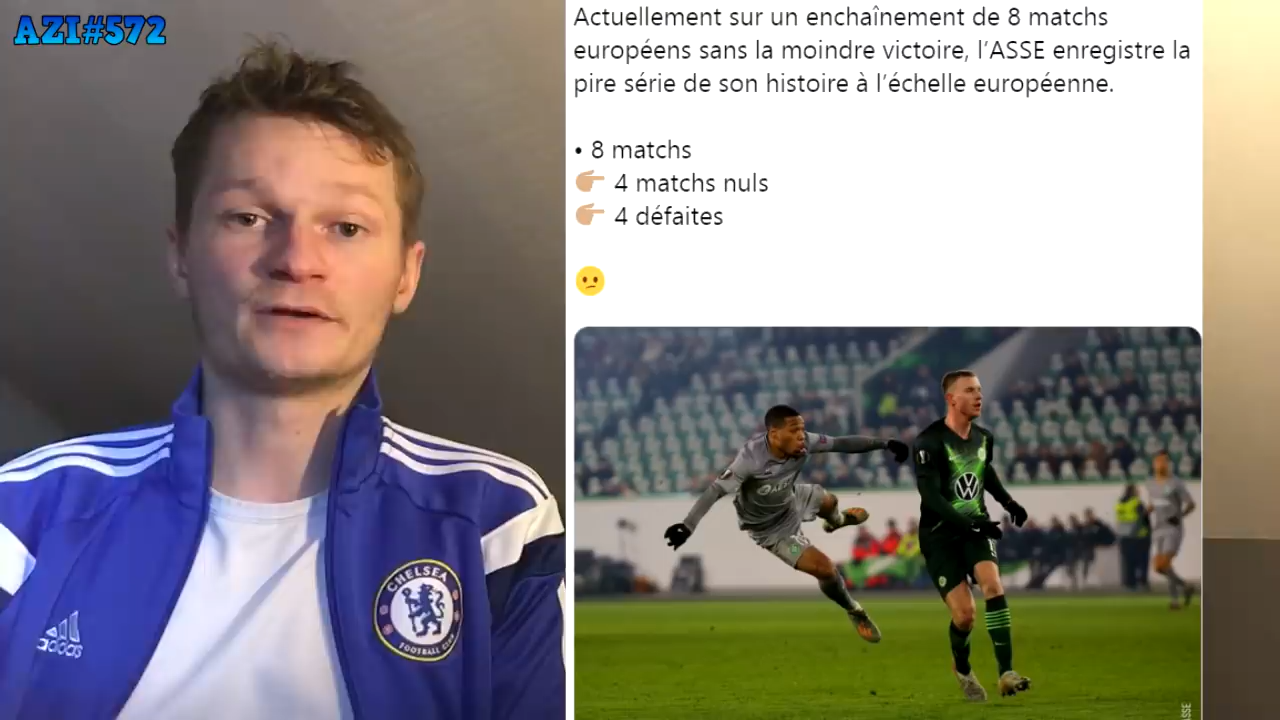 AZI#572
Actuellement sur un enchaînement de 8 matchs
européens sans la moindre victoire, l’ASSE enregistre la
pire série de son histoire à l’échelle européenne.
• 8 matchs
👉🏼 4 matchs nuls
👉🏼 4 défaites
😕
CHELSEA
FOOTBALL CLUB
adidas